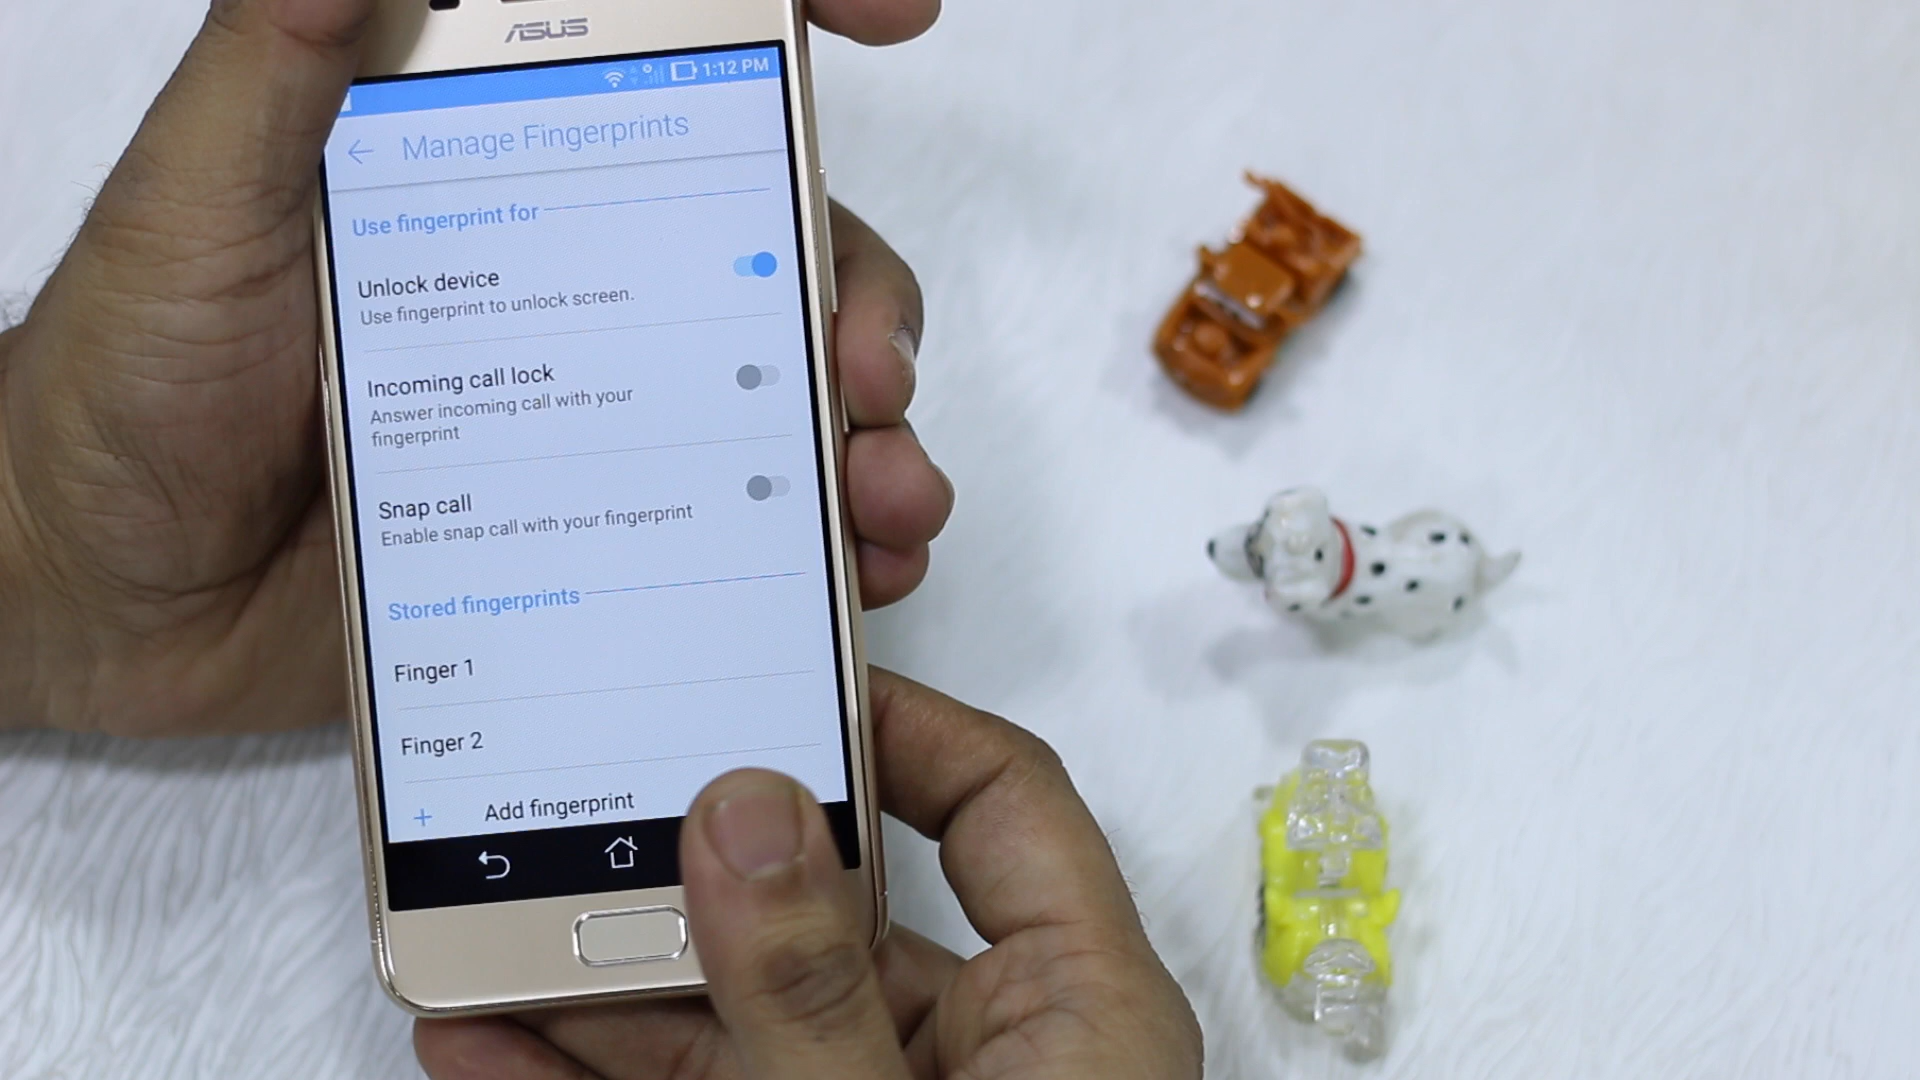 ASUS
1:12 PM
Manage Fingerprints
Use fingerprint for
Unlock device
Use fingerprint to unlock screen.
Incoming call lock
Answer incoming call with your
fingerprint
Snap call
Enable snap call with your fingerprint
Stored fingerprints
Finger 1
Finger 2
+ Add fingerprint